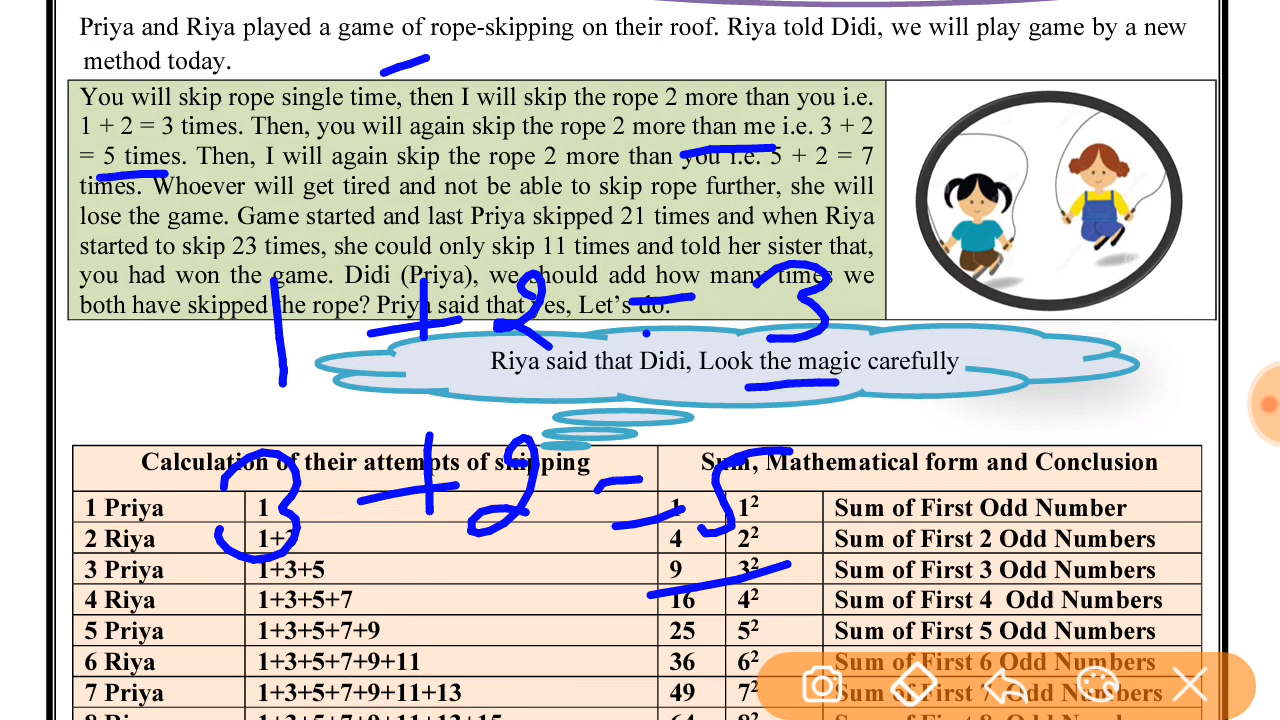 Priya and Riya played a game of rope-skipping on their roof. Riya told Didi, we will play game by a new
method today.
You will skip rope single time, then I will skip the rope 2 more than you i.e.
1 + 2 = 3 times. Then, you will again skip the rope 2 more than me i.e. 3 + 2
= 5 times. Then, I will again skip the rope 2 more than you i.e. 5 + 2 = 7
times. Whoever will get tired and not be able to skip rope further, she will
lose the game. Game started and last Priya skipped 21 times and when Riya
started to skip 23 times, she could only skip 11 times and told her sister that,
you had won the game. Didi (Priya), we should add how many times we
both have skipped the rope? Priya said that yes, Let's do.
1 + 2 = 3
Riya said that Didi, Look the magic carefully
3 + 2 = 5
Calculation of their attempts of skipping Sum, Mathematical form and Conclusion
1 Priya 1 1 1² Sum of First Odd Number
2 Riya 1+3 4 2² Sum of First 2 Odd Numbers
3 Priya 1+3+5 9 3² Sum of First 3 Odd Numbers
4 Riya 1+3+5+7 16 4² Sum of First 4 Odd Numbers
5 Priya 1+3+5+7+9 25 5² Sum of First 5 Odd Numbers
6 Riya 1+3+5+7+9+11 36 6² Sum of First 6 Odd Numbers
7 Priya 1+3+5+7+9+11+13 49 7² Sum of First 7 Odd Numbers